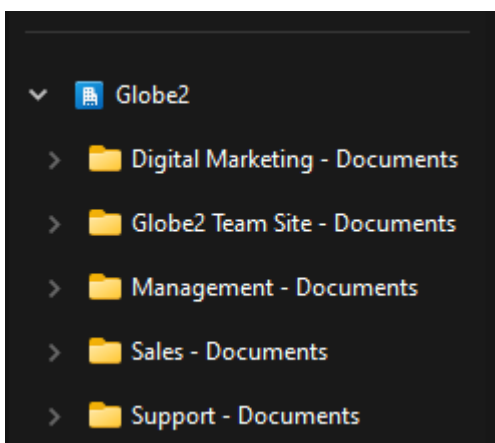 Globe2
Digital Marketing - Documents
Globe2 Team Site - Documents
Management - Documents
Sales - Documents
Support - Documents